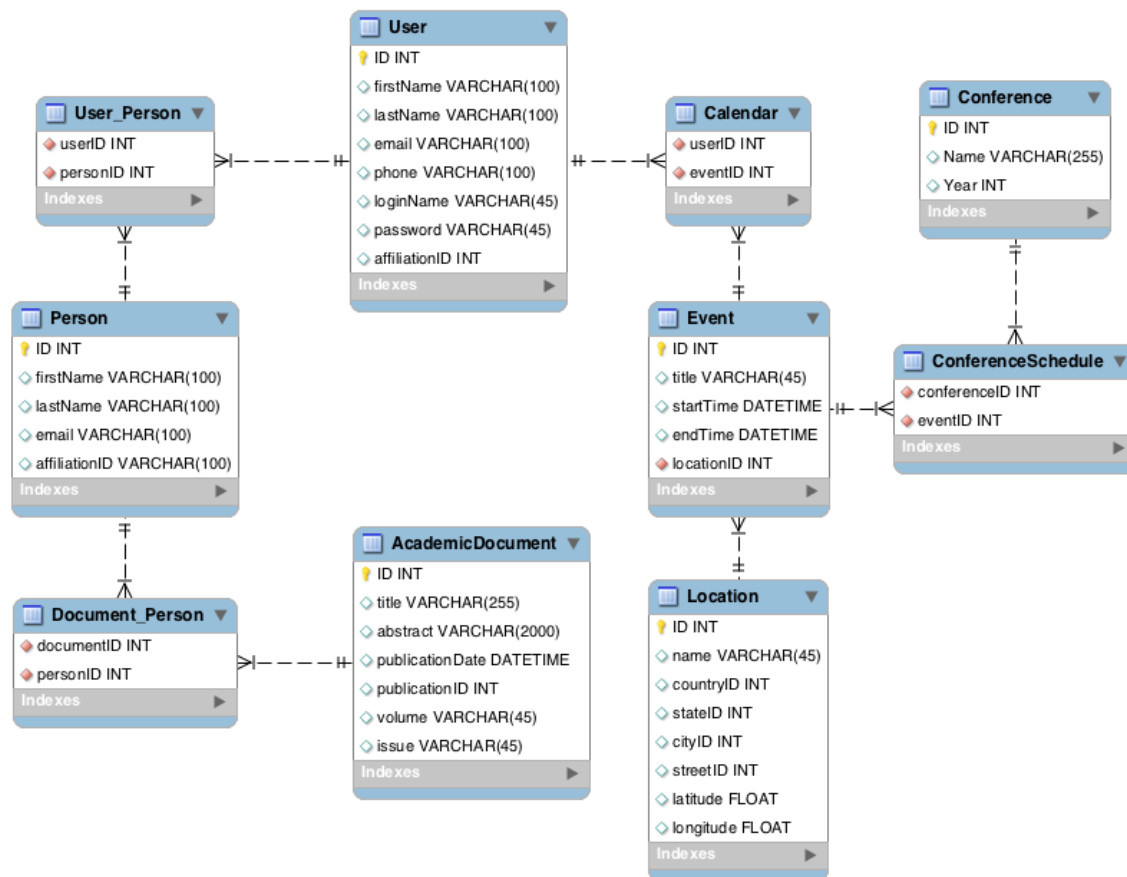 User
ID INT
firstName VARCHAR(100)
lastName VARCHAR(100)
email VARCHAR(100)
phone VARCHAR(100)
loginName VARCHAR(45)
password VARCHAR(45)
affiliationID INT
Indexes
User_Person
userID INT
personID INT
Indexes
Calendar
userID INT
eventID INT
Indexes
Conference
ID INT
Name VARCHAR(255)
Year INT
Indexes
Person
ID INT
firstName VARCHAR(100)
lastName VARCHAR(100)
email VARCHAR(100)
affiliationID VARCHAR(100)
Indexes
Event
ID INT
title VARCHAR(45)
startTime DATETIME
endTime DATETIME
locationID INT
Indexes
ConferenceSchedule
conferenceID INT
eventID INT
Indexes
AcademicDocument
ID INT
title VARCHAR(255)
abstract VARCHAR(2000)
publicationDate DATETIME
publicationID INT
volume VARCHAR(45)
issue VARCHAR(45)
Indexes
Document_Person
documentID INT
personID INT
Indexes
Location
ID INT
name VARCHAR(45)
countryID INT
stateID INT
cityID INT
streetID INT
latitude FLOAT
longitude FLOAT
Indexes